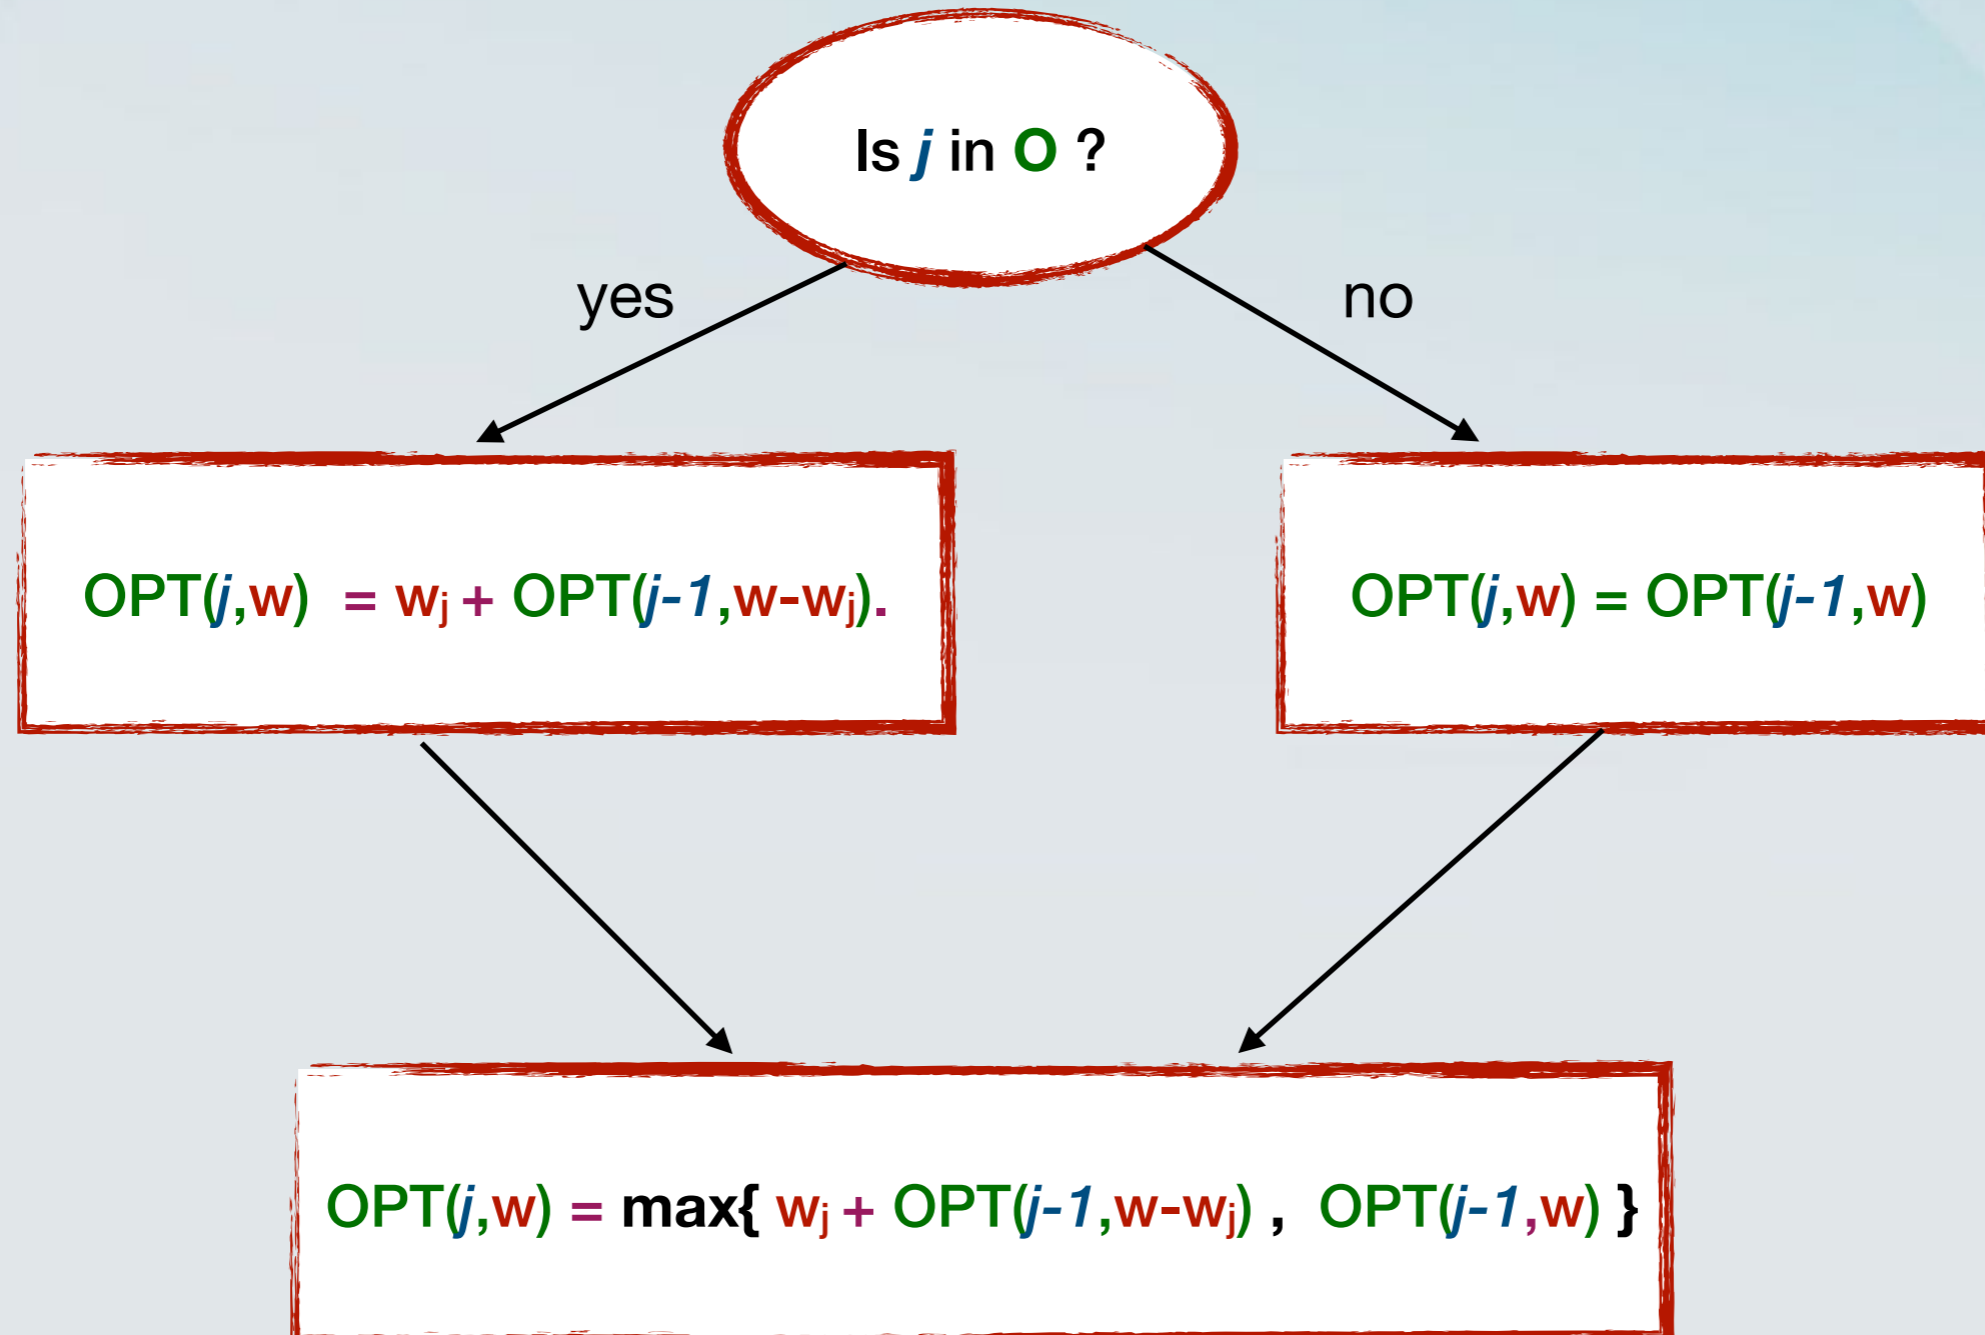 Is j in O ?
yes
no
OPT(j,w) = wj + OPT(j-1,w-wj).
OPT(j,w) = OPT(j-1,w)
OPT(j,w) = max{ wj + OPT(j-1,w-wj) , OPT(j-1,w) }